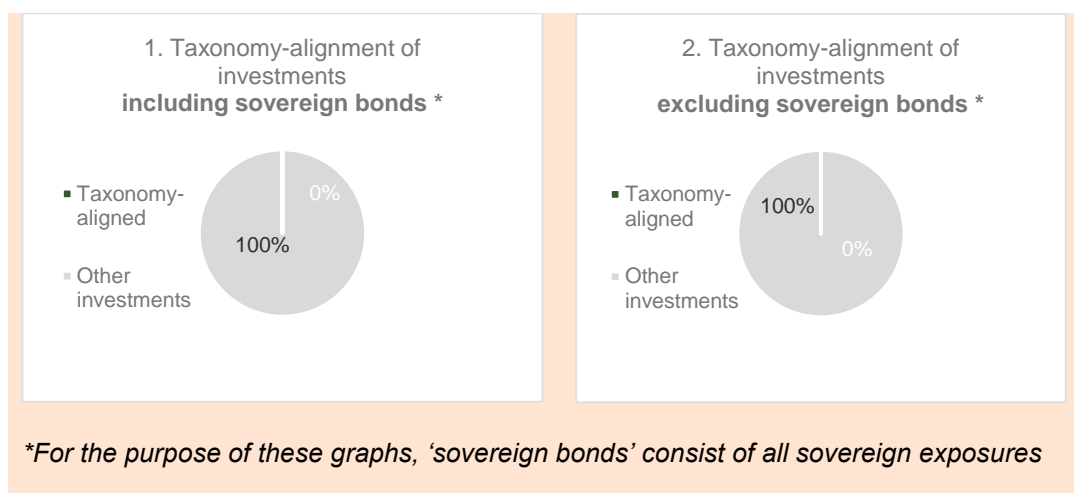 1. Taxonomy-alignment of
investments
including sovereign bonds *
Taxonomy-
aligned
Other
investments
0%
100%
2. Taxonomy-alignment of
investments
excluding sovereign bonds *
Taxonomy-
aligned
Other
investments
100%
0%
*For the purpose of these graphs, ‘sovereign bonds’ consist of all sovereign exposures